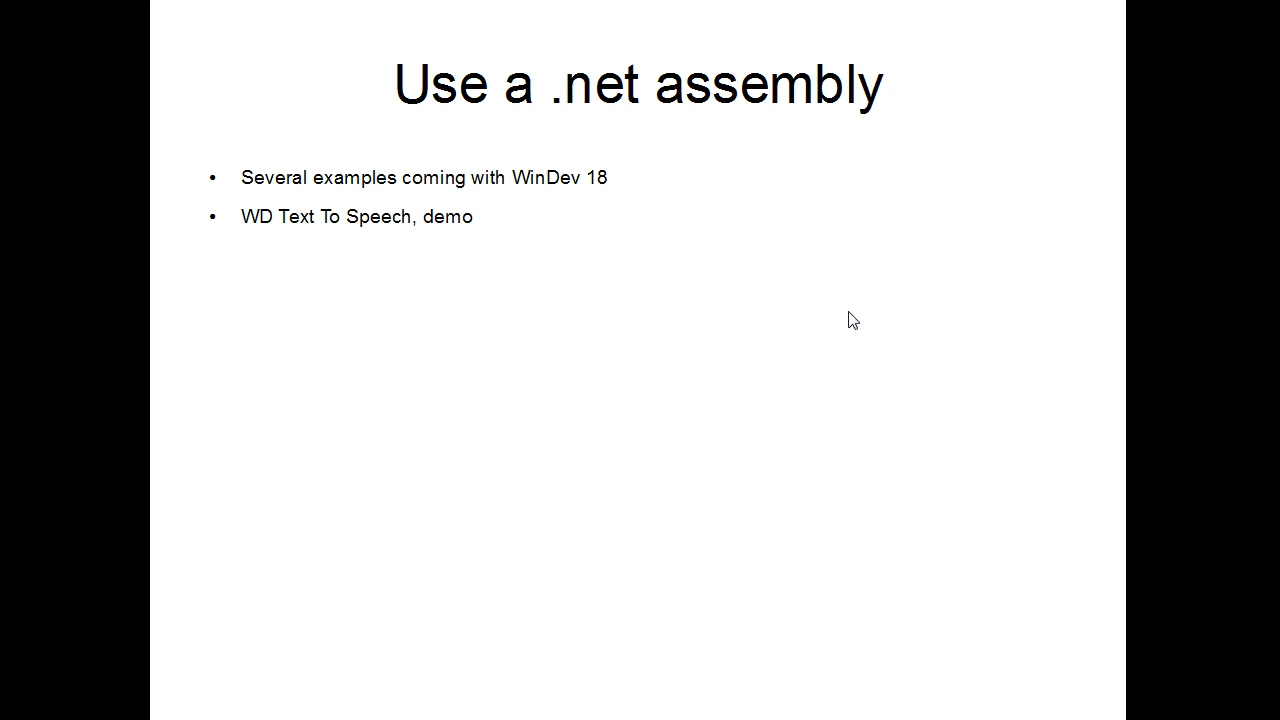 Use a .net assembly
• Several examples coming with WinDev 18
• WD Text To Speech, demo